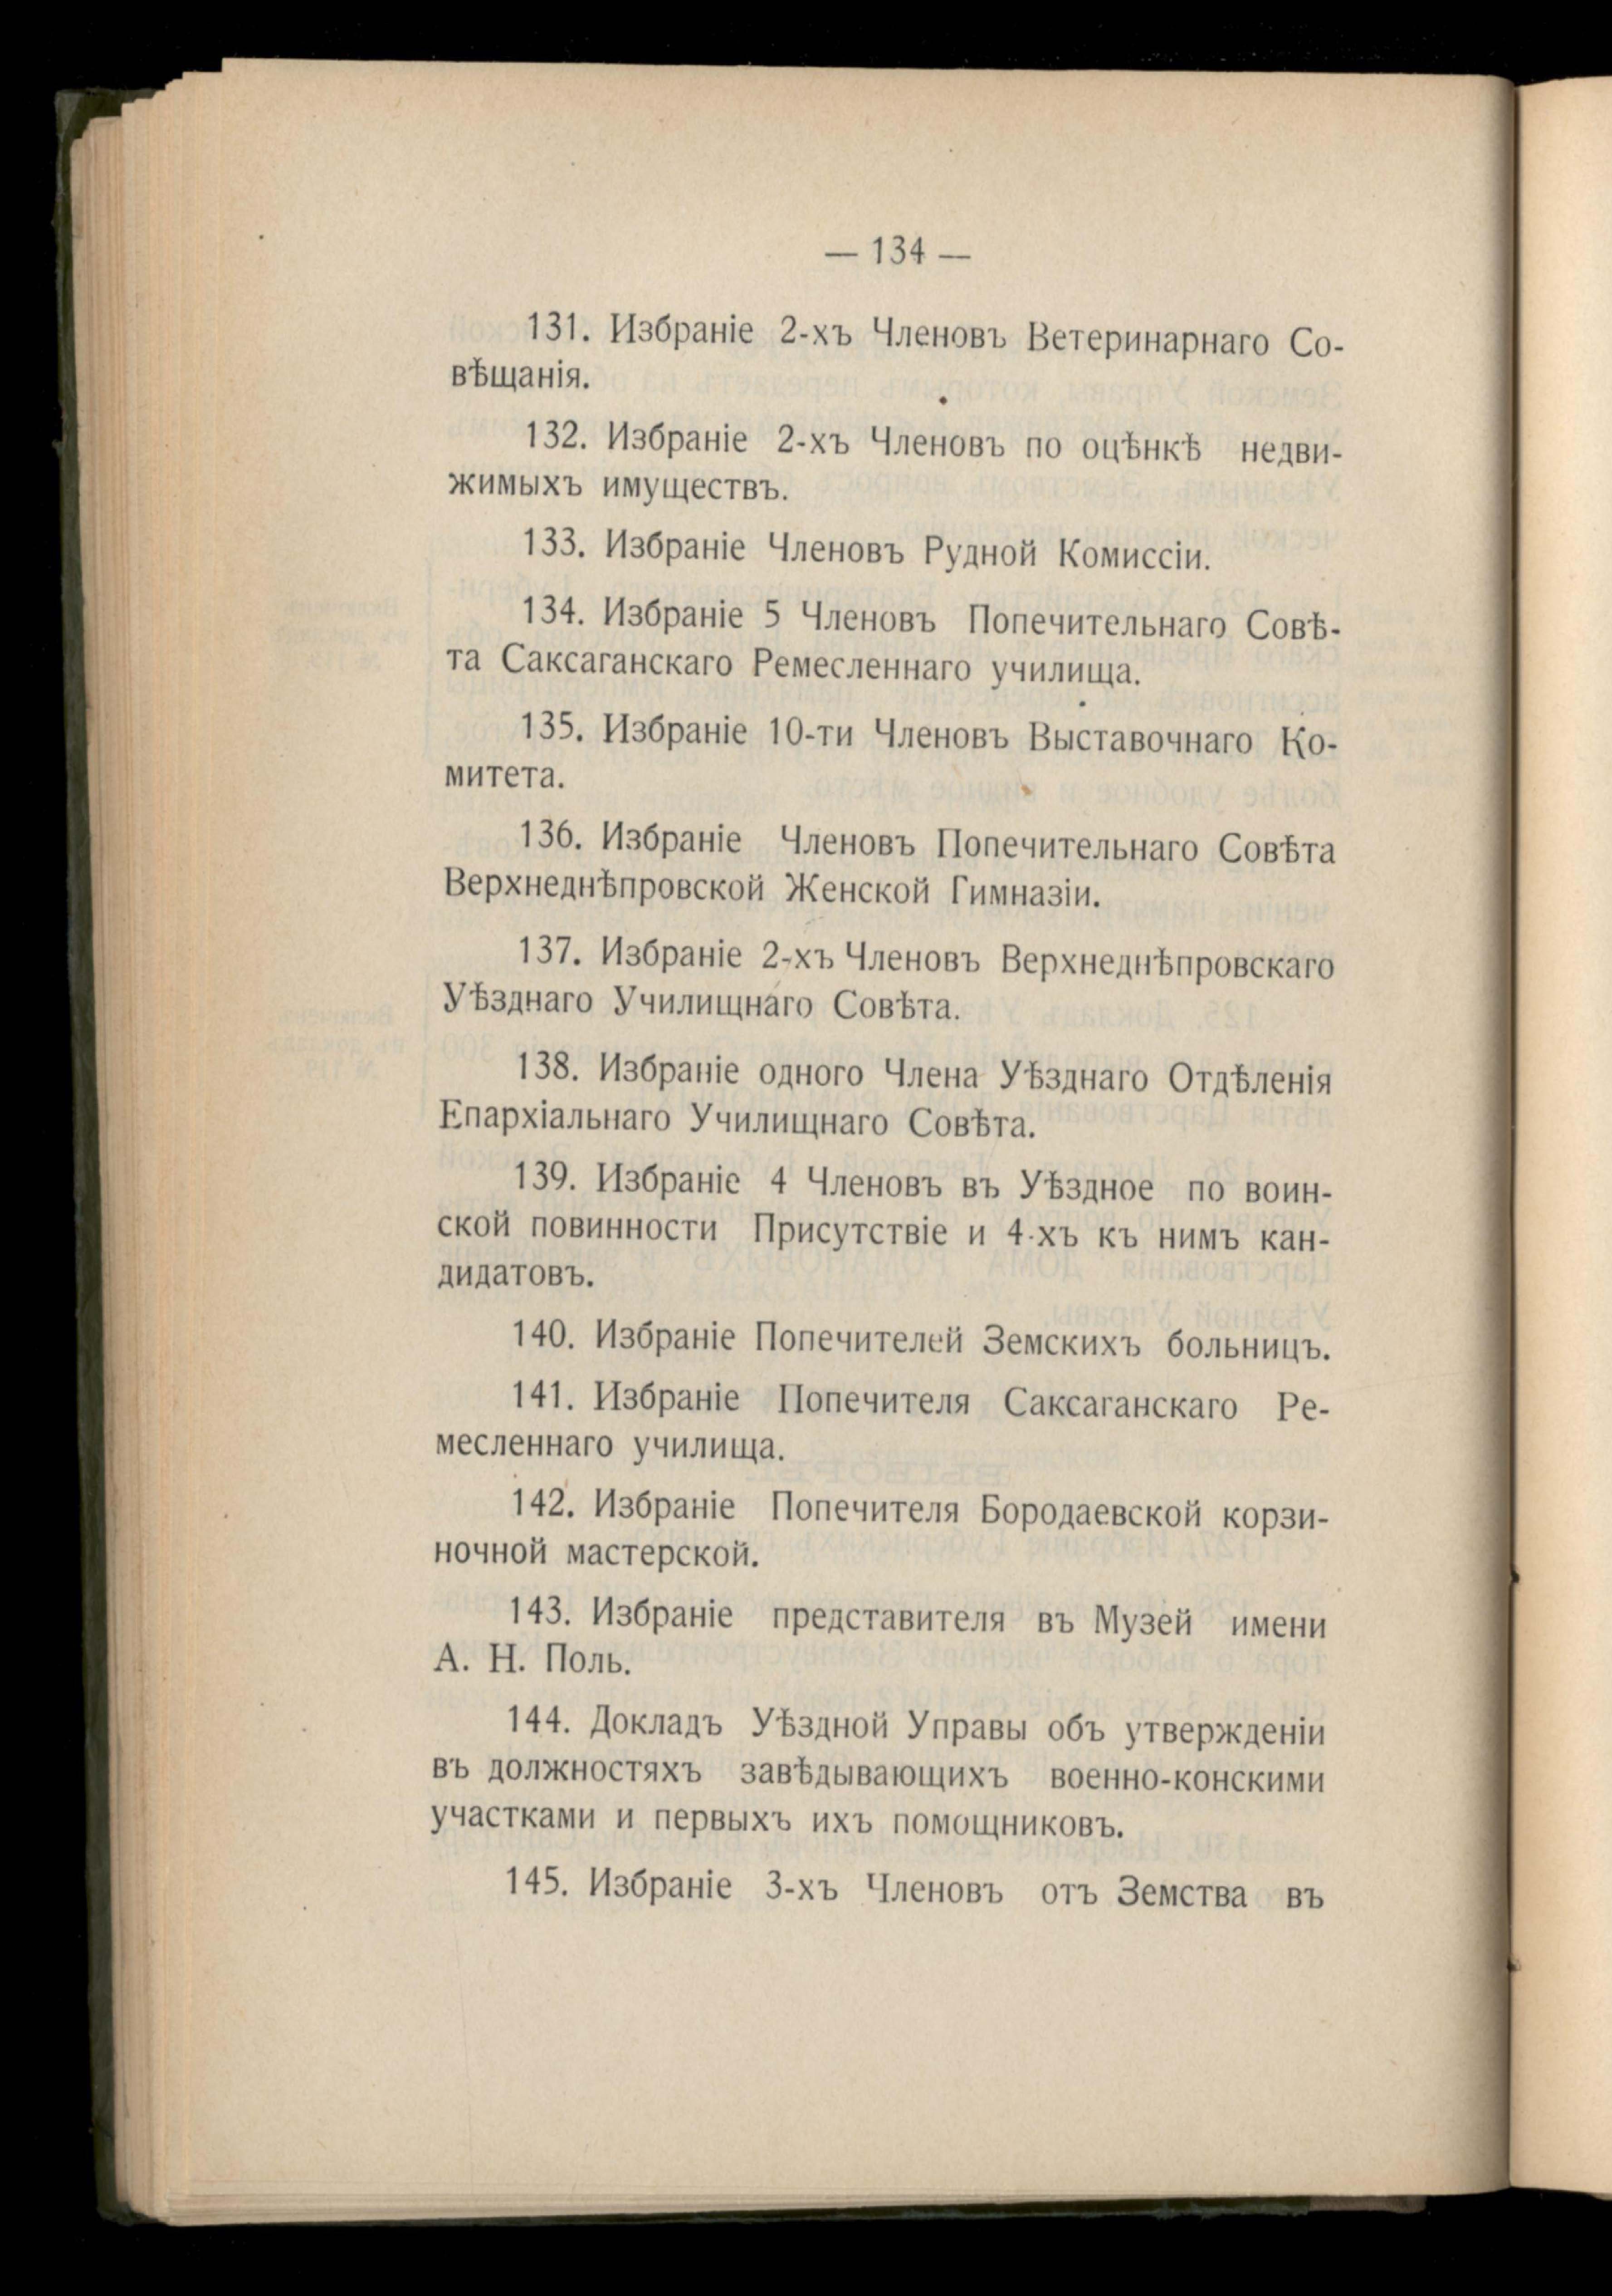 — 134 —
131. Избраніе 2-хъ Членовъ Ветеринарнаго Со-
вѣщанія.
132. Избраніе 2-хъ Членовъ по оцѣнкѣ недви-
жимыхъ имуществъ.
133. Избраніе Членовъ Рудной Комиссіи.
134. Избраніе 5 Членовъ Попечительнаго Совѣ-
та Саксаганскаго Ремесленнаго училища.
135. Избраніе 10-ти Членовъ Выставочнаго Ко-
митета.
136. Избраніе Членовъ Попечительнаго Совѣта
Верхнеднѣпровской Женской Гимназіи.
137. Избраніе 2-хъ Членовъ Верхнеднѣпровскаго
Уѣзднаго Училищнаго Совѣта.
138. Избраніе одного Члена Уѣзднаго Отдѣленія
Епархіальнаго Училищнаго Совѣта.
139. Избраніе 4 Членовъ въ Уѣздное по воин-
ской повинности Присутствіе и 4-хъ къ нимъ кан-
дидатовъ.
140. Избраніе Попечителей Земскихъ больницъ.
141. Избраніе Попечителя Саксаганскаго Ре-
месленнаго училища.
142. Избраніе Попечителя Бородаевской корзи-
ночной мастерской.
143. Избраніе представителя въ Музей имени
А. Н. Поль.
144. Докладъ Уѣздной Управы объ утвержденіи
въ должностяхъ завѣдывающихъ военно-конскими
участками и первыхъ ихъ помощниковъ.
145. Избраніе 3-хъ Членовъ отъ Земства въ